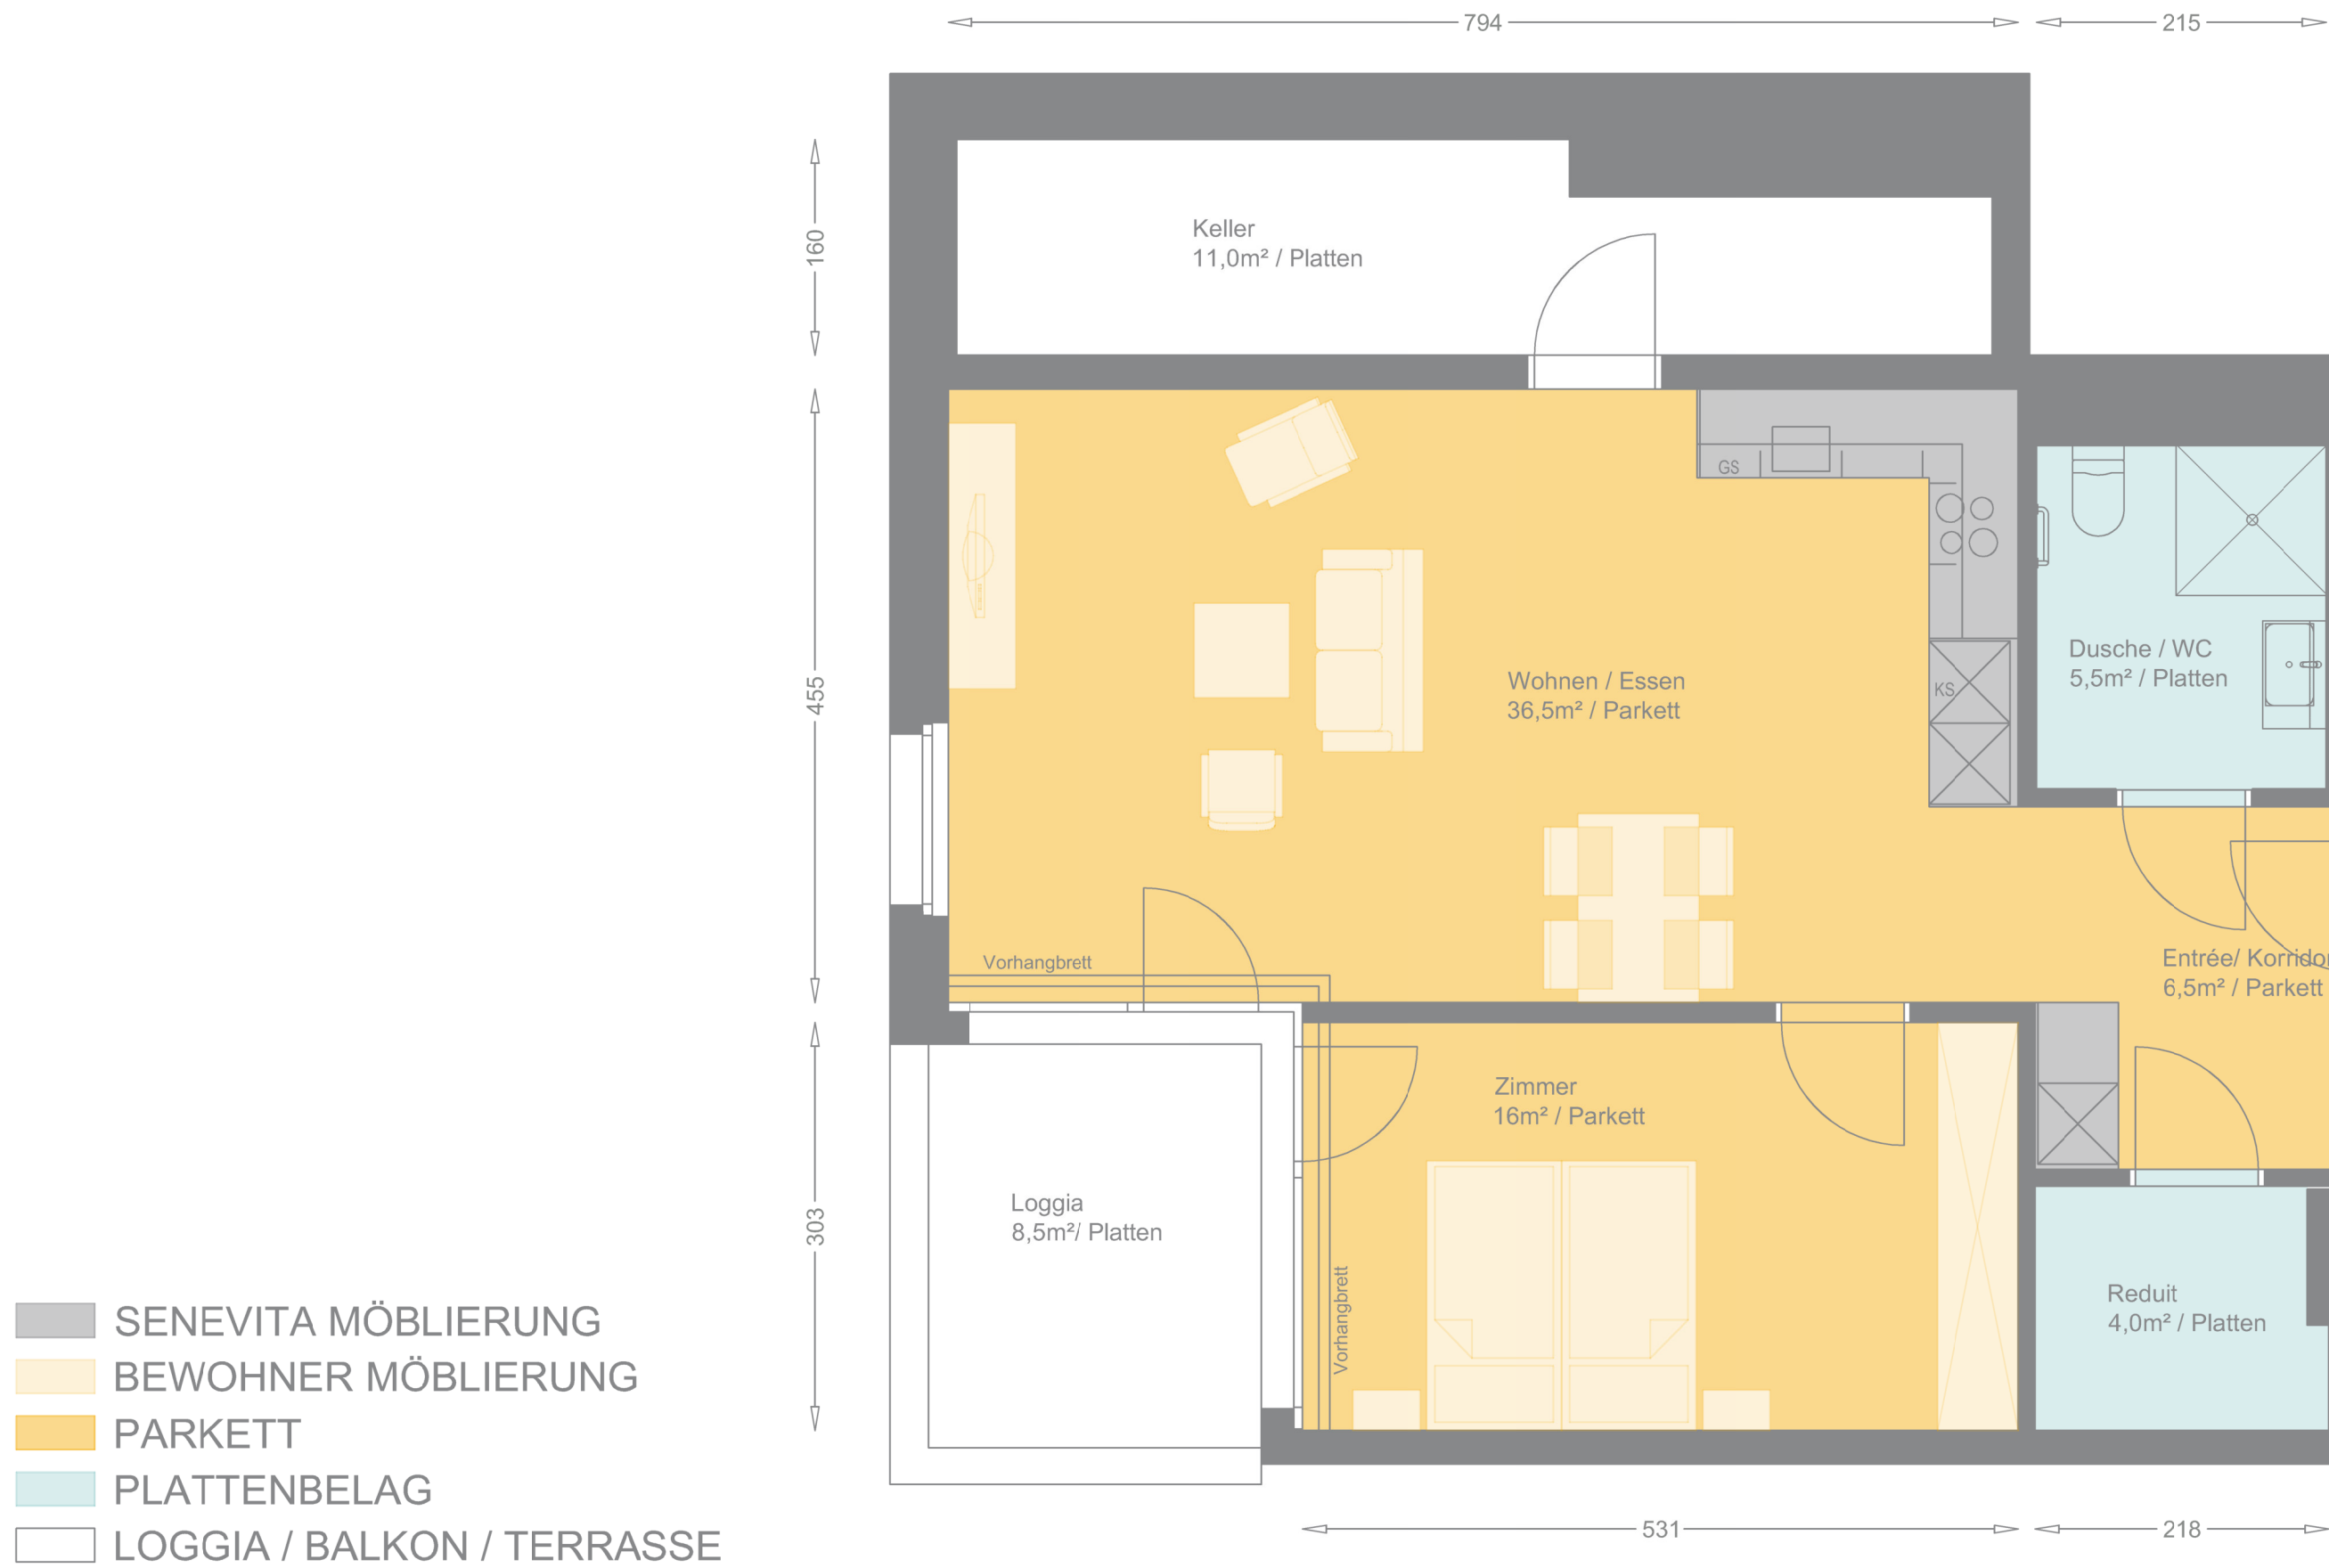 794
215
160
Keller
11,0m² / Platten
GS
455
KS
Wohnen / Essen
36,5m² / Parkett
Dusche / WC
5,5m² / Platten
Vorhangbrett
Entrée/ Korridor
6,5m² / Parkett
303
Zimmer
16m² / Parkett
Loggia
8,5m²/ Platten
Vorhangbrett
Reduit
4,0m² / Platten
SENEVITA MÖBLIERUNG
BEWOHNER MÖBLIERUNG
PARKETT
PLATTENBELAG
LOGGIA / BALKON / TERRASSE
531
218